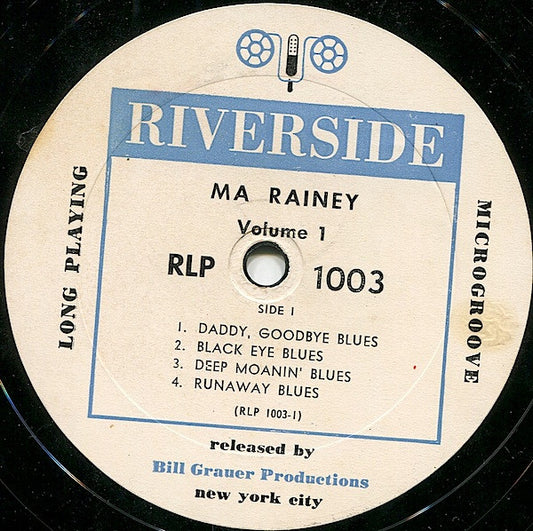 RIVERSIDE
MA RAINEY
Volume 1
RLP 1003
SIDE 1
1. DADDY, GOODBYE BLUES
2. BLACK EYE BLUES
3. DEEP MOANIN' BLUES
4. RUNAWAY BLUES
(RLP 1003-1)
LONG PLAYING
MICROGROOVE
released by
Bill Grauer Productions
new york city